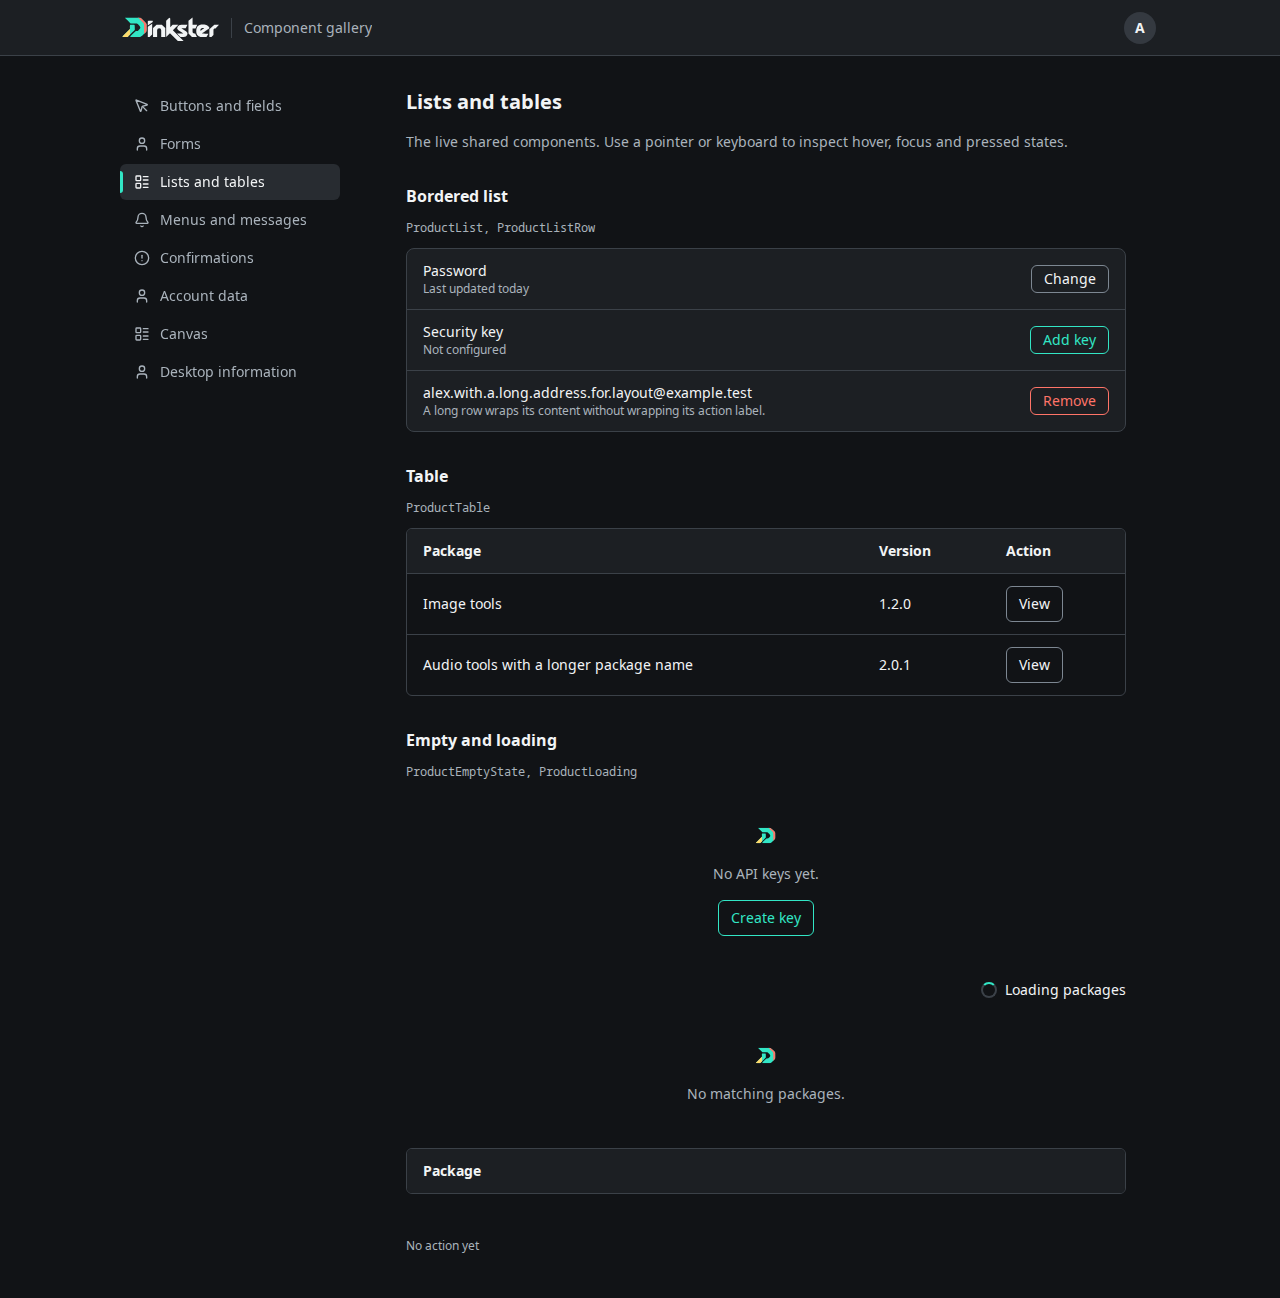 Dinkster
Component gallery
A
Buttons and fields
Forms
Lists and tables
Menus and messages
Confirmations
Account data
Canvas
Desktop information
Lists and tables
The live shared components. Use a pointer or keyboard to inspect hover, focus and pressed states.
Bordered list
ProductList, ProductListRow
Password
Last updated today
Change
Security key
Not configured
Add key
alex.with.a.long.address.for.layout@example.test
A long row wraps its content without wrapping its action label.
Remove
Table
ProductTable
Package Version Action
Image tools 1.2.0 View
Audio tools with a longer package name 2.0.1 View
Empty and loading
ProductEmptyState, ProductLoading
No API keys yet.
Create key
Loading packages
No matching packages.
Package
No action yet